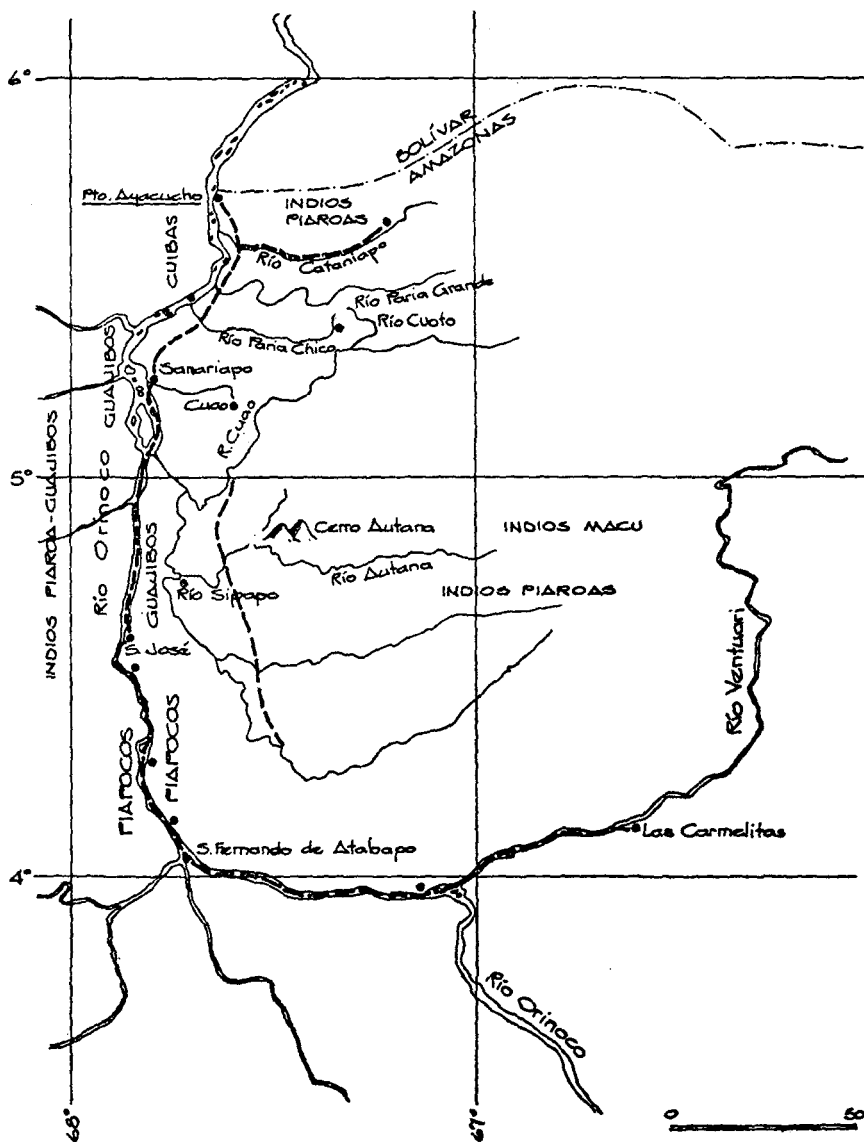 6°
BOLÍVAR
AMAZONAS
Pto. Ayacucho
INDIOS
PIAROAS
CUIBAS
Río Cataniapo
Río Paria Grande
Río Cuoto
Río Paria Chico
GUAJIBOS
Sanariapo
Cuao
R. Cuao
5°
INDIOS PIAROA-GUAJIBOS
Río Orinoco
GUAJIBOS
Cerro Autana
INDIOS MACU
Río Autana
Río Sipapo
INDIOS PIAROAS
S. José
Río Ventuari
PIAPOCOS
PIAPOCOS
Las Carmelitas
S. Fernando de Atabapo
4°
Río Orinoco
68°
67°
0 50